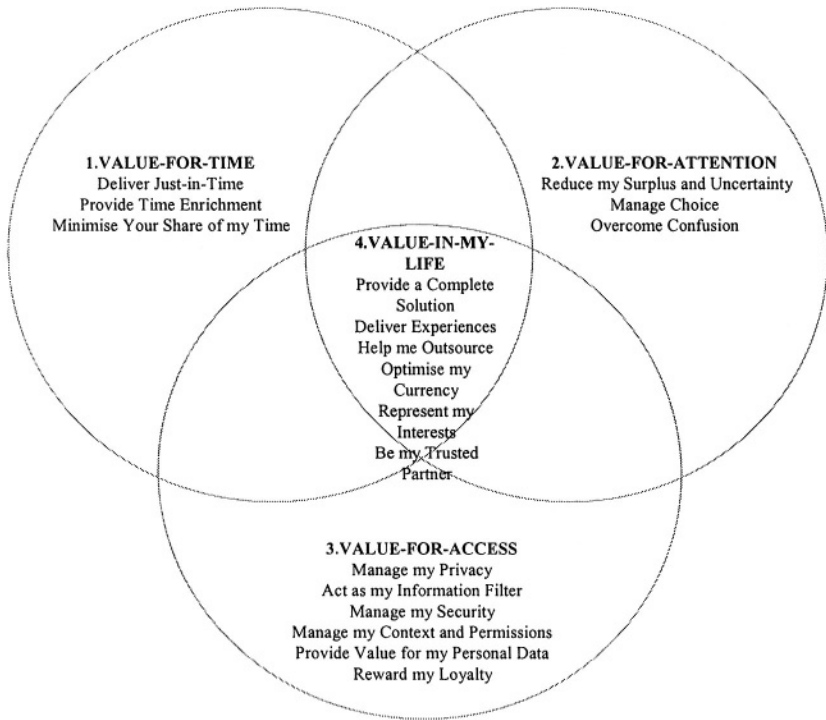 1.VALUE-FOR-TIME
Deliver Just-in-Time
Provide Time Enrichment
Minimise Your Share of my Time
2.VALUE-FOR-ATTENTION
Reduce my Surplus and Uncertainty
Manage Choice
Overcome Confusion
4.VALUE-IN-MY-
LIFE
Provide a Complete
Solution
Deliver Experiences
Help me Outsource
Optimise my
Currency
Represent my
Interests
Be my Trusted
Partner
3.VALUE-FOR-ACCESS
Manage my Privacy
Act as my Information Filter
Manage my Security
Manage my Context and Permissions
Provide Value for my Personal Data
Reward my Loyalty